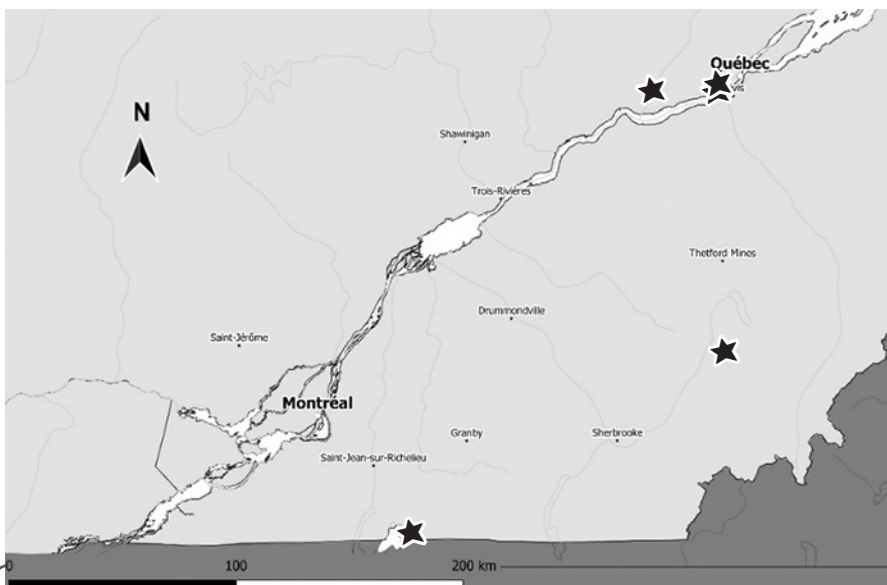 Québec
N
Shawinigan
Trois-Rivières
Thetford Mines
Drummondville
Saint-Jérôme
Montréal
Granby
Sherbrooke
Saint-Jean-sur-Richelieu
0 100 200 km